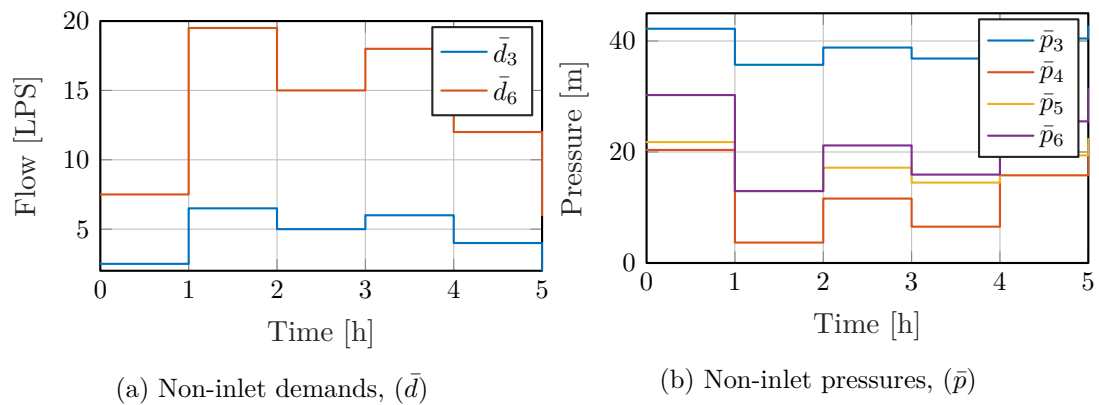 20
15
10
5
0 1 2 3 4 5
Flow [LPS]
Time [h]
d̄₃
d̄₆
(a) Non-inlet demands, (d̄)
40
20
0
0 1 2 3 4 5
Pressure [m]
Time [h]
p̄₃
p̄₄
p̄₅
p̄₆
(b) Non-inlet pressures, (p̄)